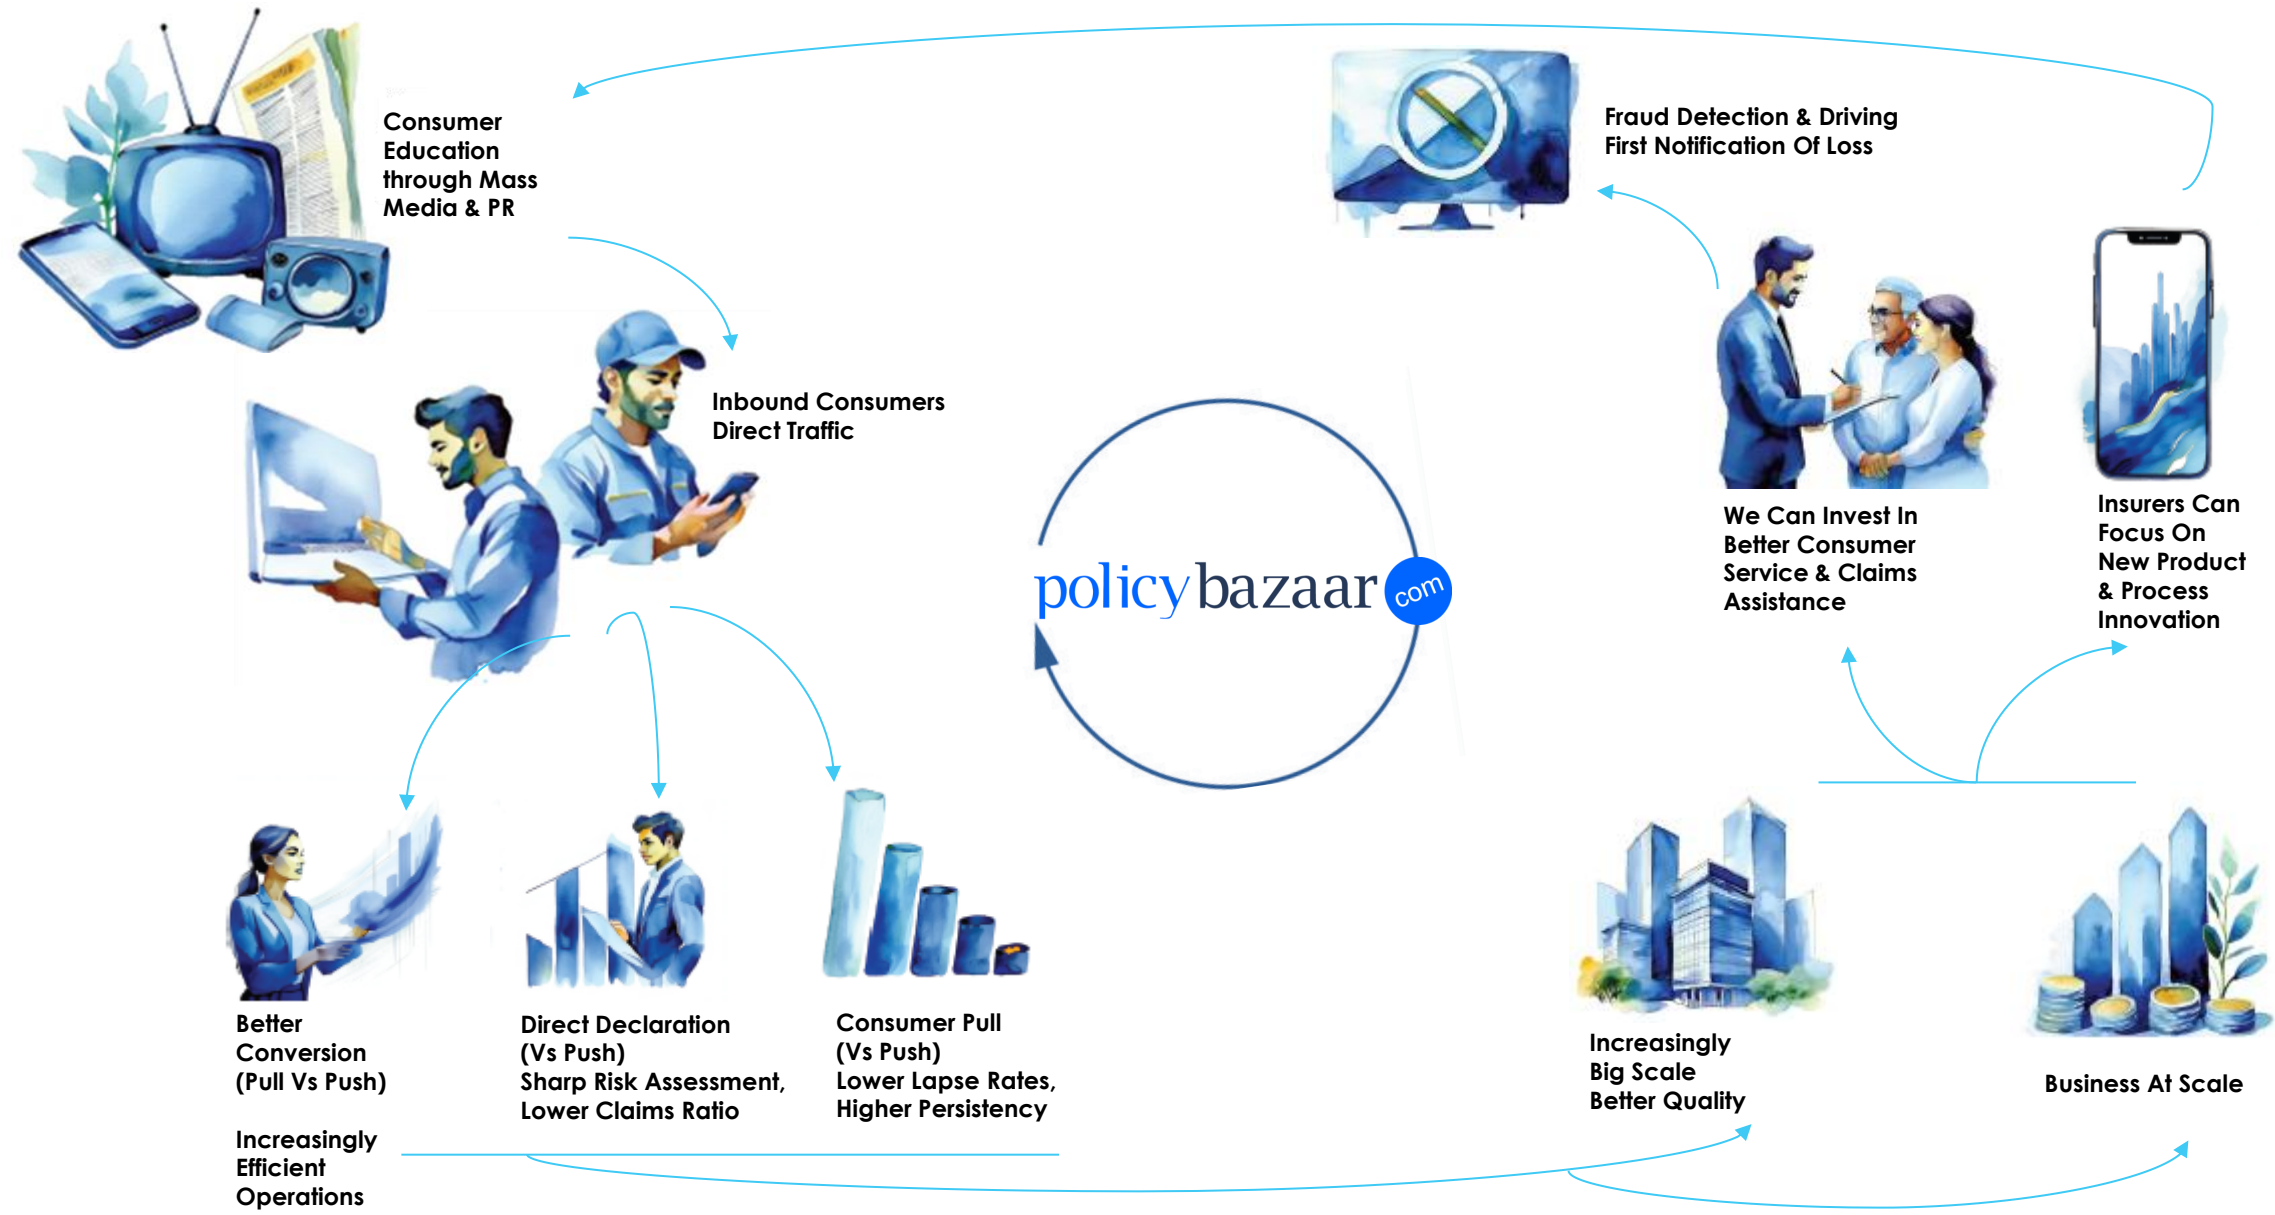 Consumer
Education
through Mass
Media & PR
Fraud Detection & Driving
First Notification Of Loss
Inbound Consumers
Direct Traffic
policybazaar com
We Can Invest In
Better Consumer
Service & Claims
Assistance
Insurers Can
Focus On
New Product
& Process
Innovation
Better
Conversion
(Pull Vs Push)
Increasingly
Efficient
Operations
Direct Declaration
(Vs Push)
Sharp Risk Assessment,
Lower Claims Ratio
Consumer Pull
(Vs Push)
Lower Lapse Rates,
Higher Persistency
Increasingly
Big Scale
Better Quality
Business At Scale